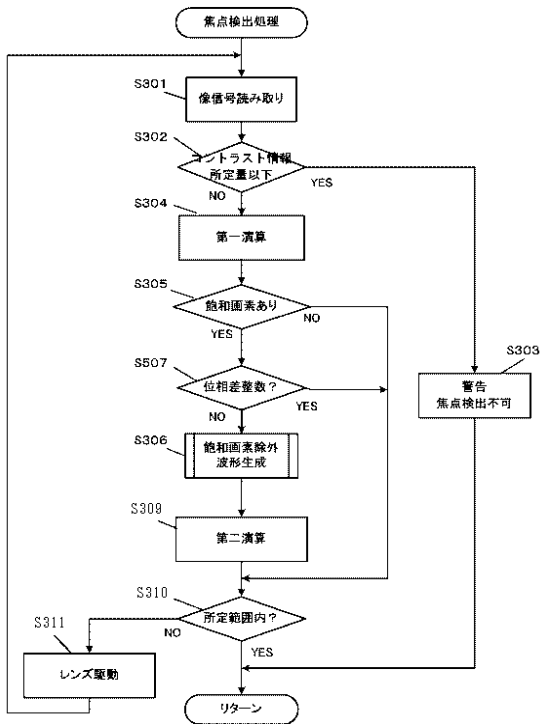 焦点検出処理
S301
像信号読み取り
S302
コントラスト情報
所定量以下
YES
NO
S304
第一演算
S305
飽和画素あり
NO
YES
S507
位相差整数?
YES
NO
S303
警告
焦点検出不可
S306
飽和画素除外
波形生成
S309
第二演算
S310
所定範囲内?
NO
YES
S311
レンズ駆動
リターン